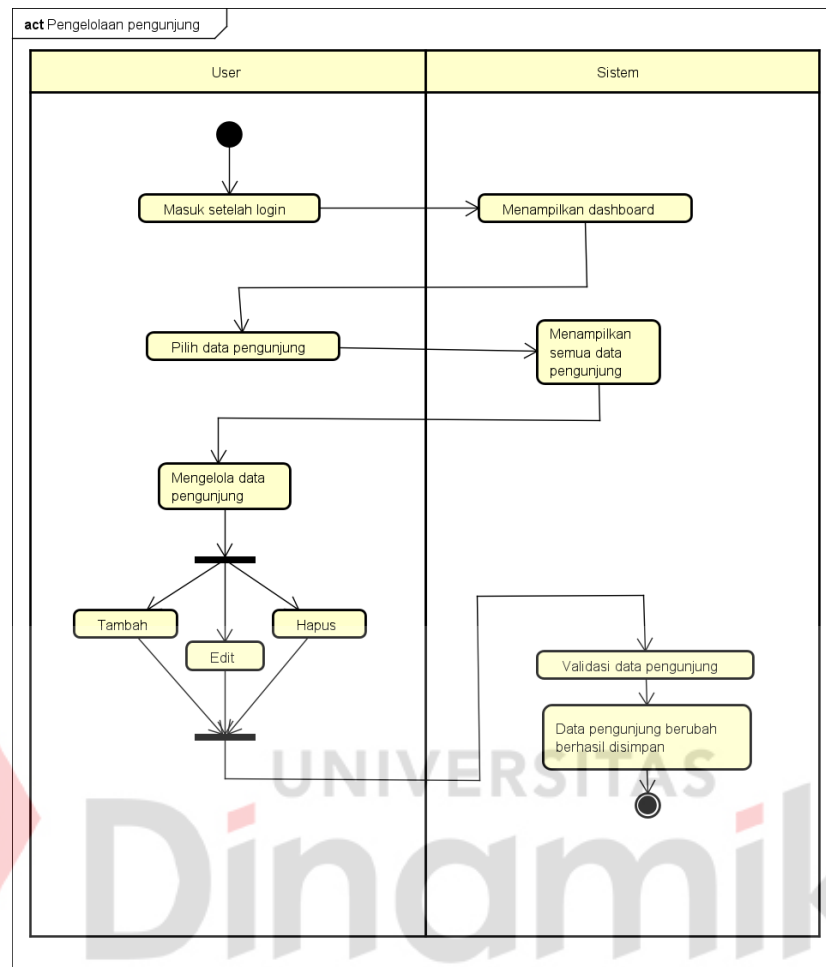 act Pengelolaan pengunjung
User
Sistem
Masuk setelah login
Menampilkan dashboard
Pilih data pengunjung
Menampilkan
semua data
pengunjung
Mengelola data
pengunjung
Tambah
Edit
Hapus
Validasi data pengunjung
Data pengunjung berubah
berhasil disimpan
UNIVERSITAS
Dinamik